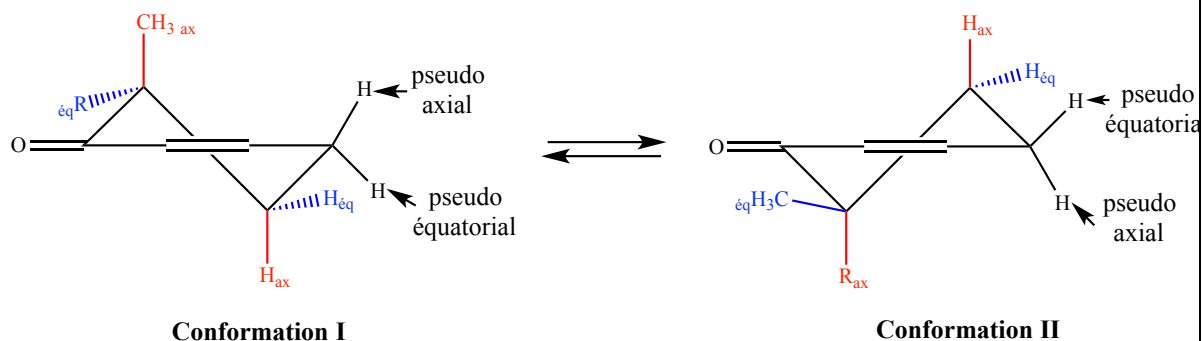 CH3 ax
éqR
O
H
pseudo
axial
H
pseudo
équatorial
Héq
Hax
Conformation I
Hax
Héq
H
pseudo
équatoria
O
éqH3C
H
pseudo
axial
Rax
Conformation II